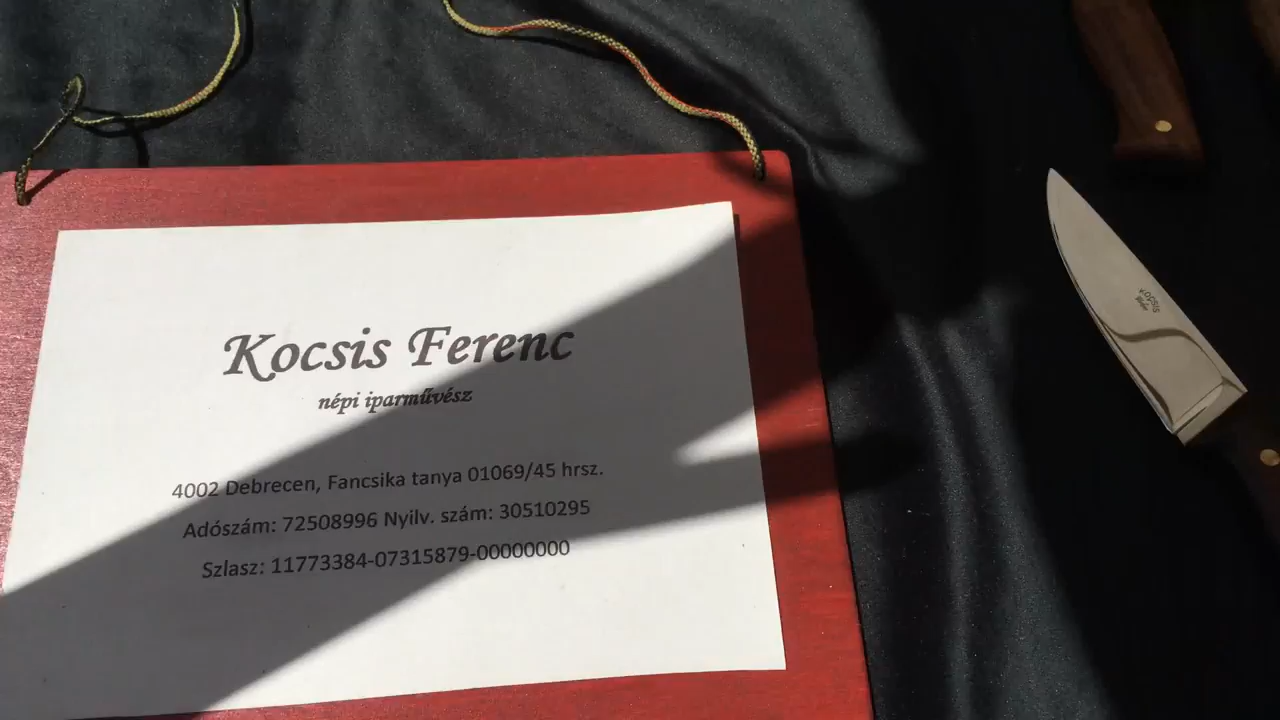 Kocsis Ferenc
népi iparművész
4002 Debrecen, Fancsika tanya 01069/45 hrsz.
Adószám: 72508996 Nyilv. szám: 30510295
Szlasz: 11773384-07315879-00000000